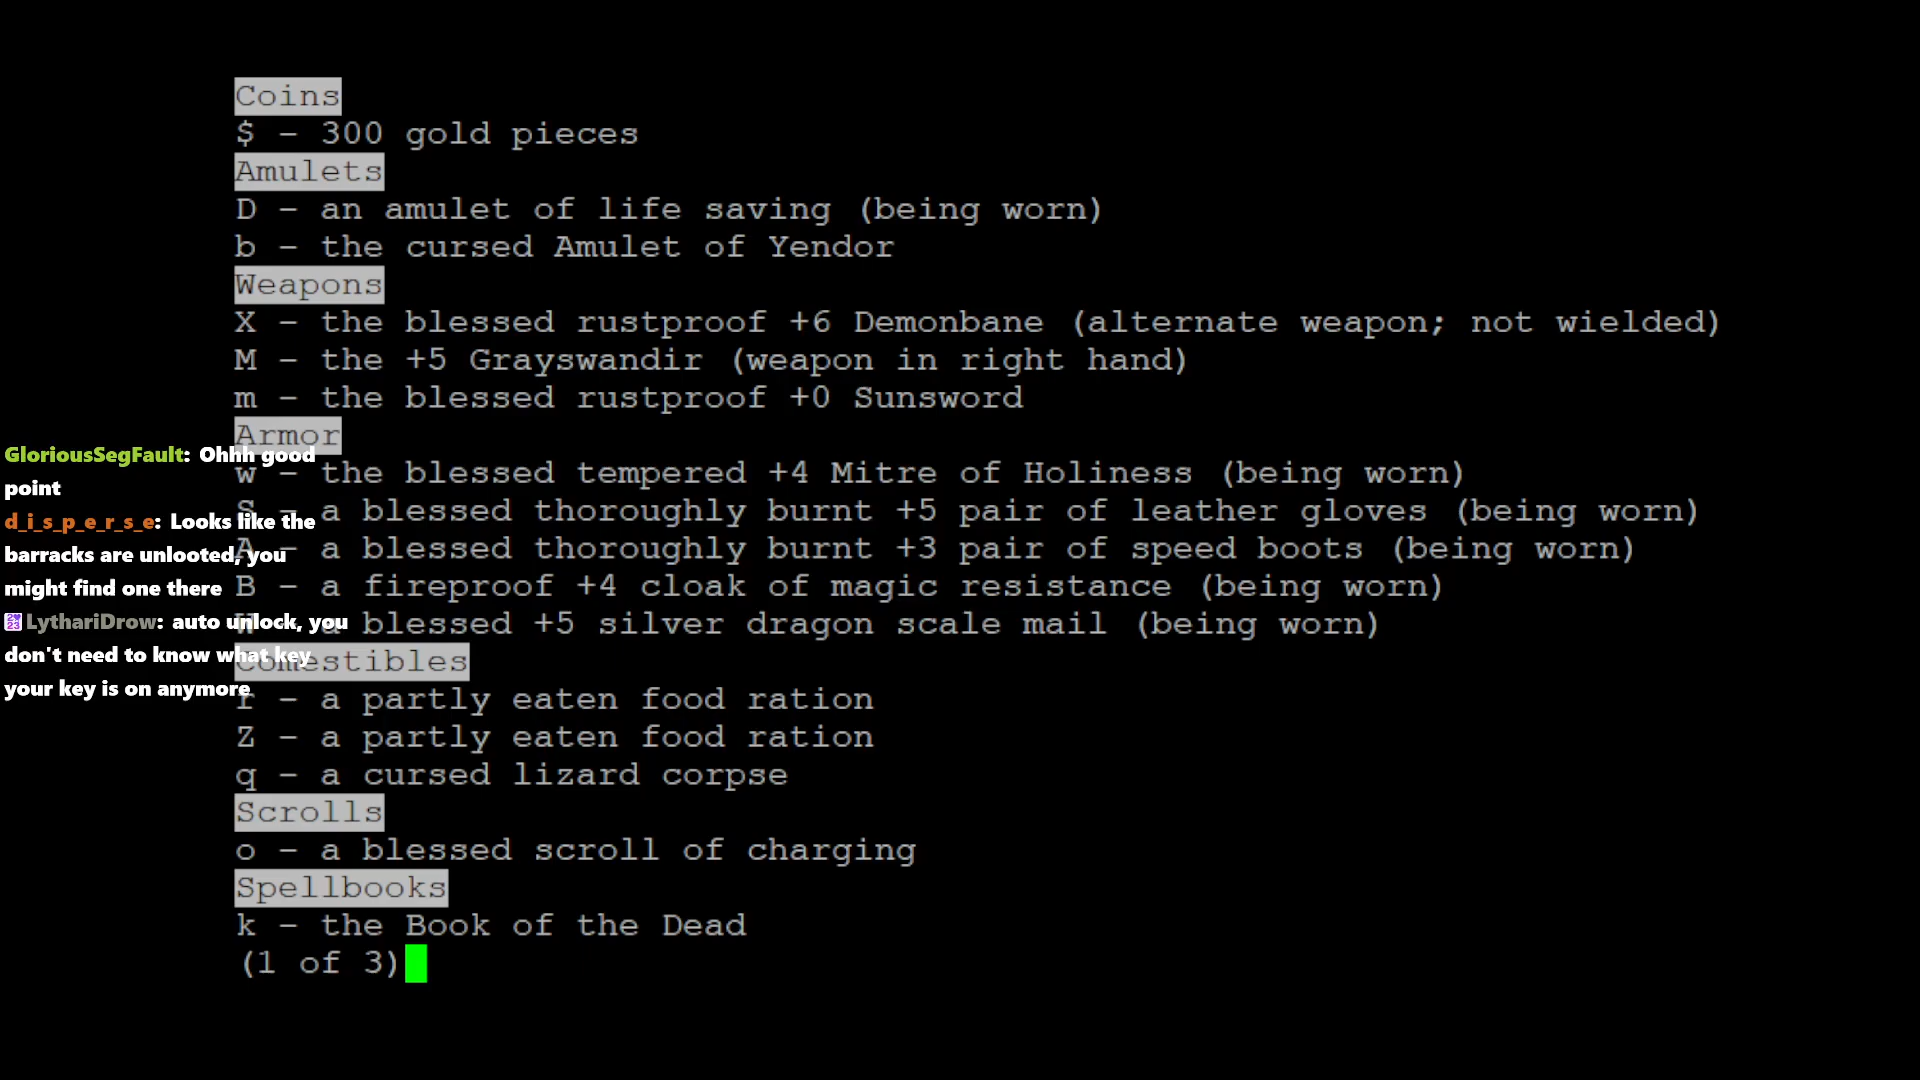 Coins
$ - 300 gold pieces
Amulets
D - an amulet of life saving (being worn)
b - the cursed Amulet of Yendor
Weapons
X - the blessed rustproof +6 Demonbane (alternate weapon; not wielded)
M - the +5 Grayswandir (weapon in right hand)
m - the blessed rustproof +0 Sunsword
Armor
w - the blessed tempered +4 Mitre of Holiness (being worn)
S - a blessed thoroughly burnt +5 pair of leather gloves (being worn)
A - a blessed thoroughly burnt +3 pair of speed boots (being worn)
B - a fireproof +4 cloak of magic resistance (being worn)
W - a blessed +5 silver dragon scale mail (being worn)
Comestibles
r - a partly eaten food ration
Z - a partly eaten food ration
q - a cursed lizard corpse
Scrolls
o - a blessed scroll of charging
Spellbooks
k - the Book of the Dead
(1 of 3)
GloriousSegFault: Ohhh good
point
d_i_s_p_e_r_s_e: Looks like the
barracks are unlooted, you
might find one there
LythariDrow: auto unlock, you
don't need to know what key
your key is on anymore